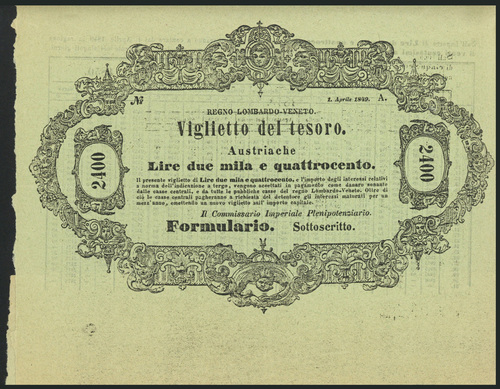 № 1. Aprile 1849. A.
REGNO LOMBARDO-VENETO.
Viglietto del tesoro.
Austriache
Lire due mila e quattrocento.
2400
2400
Il presente viglietto di Lire due mila e quattrocento, e l'importo degli interessi relativi
a norma dell'indicazione a tergo, vengono accettati in pagamento come danaro sonante
dalle casse centrali, e da tutte le pubbliche casse del regno Lombardo-Veneto. Oltre di
ciò le casse centrali pagheranno a richiesta del detentore gli interessi maturati per un
mezz'anno, emettendo un nuovo viglietto sull'importo capitale.
Il Commissario Imperiale Plenipotenziario.
Formulario. Sottoscritto.